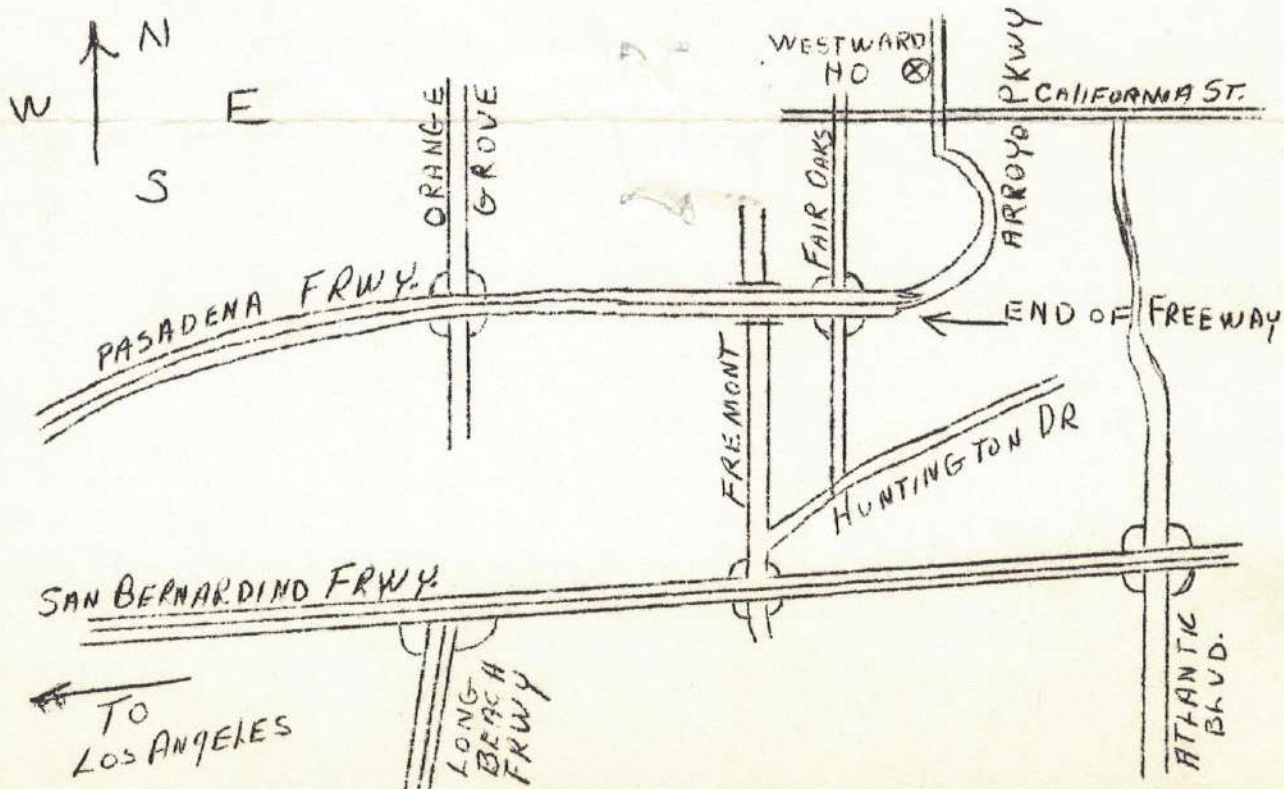 N
W
E
S
ORANGE
GROVE
WESTWARD
HO
ARROYO PKWY
CALIFORNIA ST.
FAIR OAKS
PASADENA FRWY.
END OF FREEWAY
FREMONT
HUNTINGTON DR
SAN BERNARDINO FRWY.
TO
LOS ANGELES
LONG
BEACH
FRWY
ATLANTIC
BLVD.